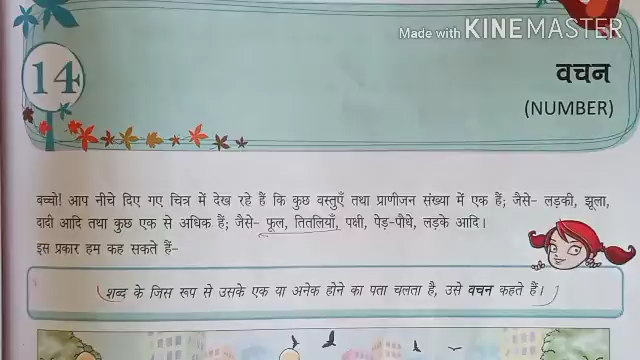 Made with KINEMASTER
14
वचन
(NUMBER)
बच्चो! आप नीचे दिए गए चित्र में देख रहे हैं कि कुछ वस्तुएँ तथा प्राणीजन संख्या में एक हैं; जैसे- लड़की, झूला,
दादी आदि तथा कुछ एक से अधिक हैं; जैसे- फूल, तितलियाँ, पक्षी, पेड़-पौधे, लड़के आदि।
इस प्रकार हम कह सकते हैं-
शब्द के जिस रूप से उसके एक या अनेक होने का पता चलता है, उसे वचन कहते हैं।